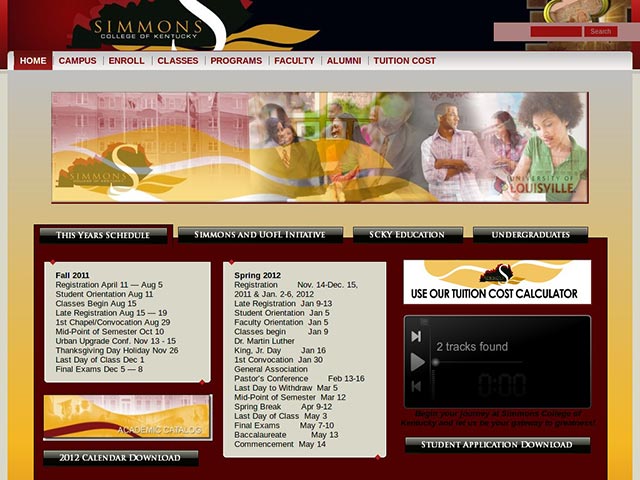 SIMMONS
COLLEGE OF KENTUCKY
Search
HOME CAMPUS ENROLL CLASSES PROGRAMS FACULTY ALUMNI TUITION COST
SIMMONS
COLLEGE OF KENTUCKY
UNIVERSITY OF
LOUISVILLE
THIS YEARS SCHEDULE
SIMMONS AND UOFL INITATIVE
SCKY EDUCATION
UNDERGRADUATES
Fall 2011
Registration April 11 — Aug 5
Student Orientation Aug 11
Classes Begin Aug 15
Late Registration Aug 15 — 19
1st Chapel/Convocation Aug 29
Mid-Point of Semester Oct 10
Urban Upgrade Conf. Nov 13 - 15
Thanksgiving Day Holiday Nov 26
Last Day of Class Dec 1
Final Exams Dec 5 — 8
ACADEMIC CATALOG
2012 CALENDAR DOWNLOAD
Spring 2012
Registration Nov. 14-Dec. 15,
2011 & Jan. 2-6, 2012
Late Registration Jan 9-13
Student Orientation Jan 5
Faculty Orientation Jan 5
Classes begin Jan 9
Dr. Martin Luther
King, Jr. Day Jan 16
1st Convocation Jan 30
General Association
Pastor's Conference Feb 13-16
Last Day to Withdraw Mar 5
Mid-Point of Semester Mar 12
Spring Break Apr 9-12
Last Day of Class May 3
Final Exams May 7-10
Baccalaureate May 13
Commencement May 14
USE OUR TUITION COST CALCULATOR
2 tracks found
0:00
Begin your journey at Simmons College of
Kentucky and let us be your gateway to greatness!
STUDENT APPLICATION DOWNLOAD